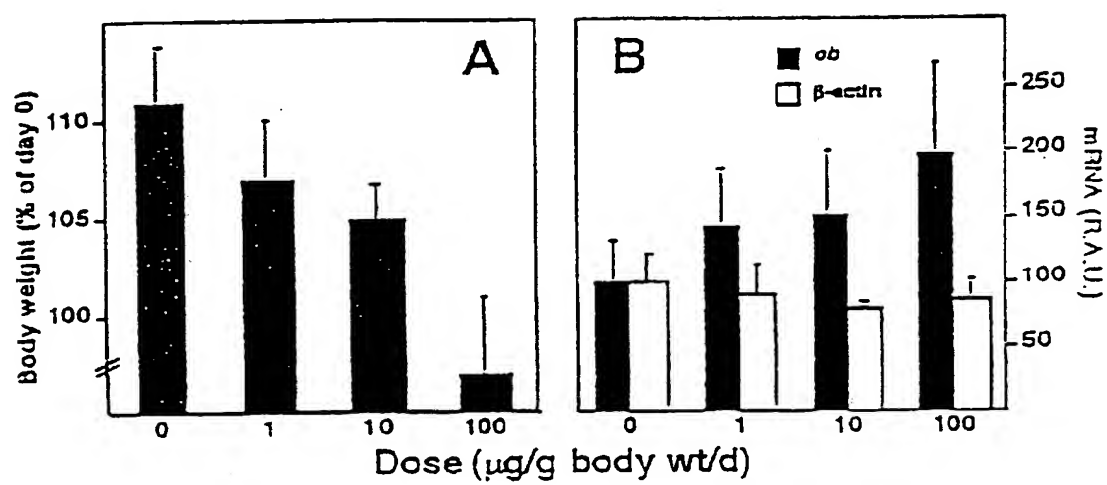 A
Body weight (% of day 0)
110
105
100
0 1 10 100
B
ob
β-actin
250
200
150
100
50
mRNA (R.A.U.)
0 1 10 100
Dose (μg/g body wt/d)